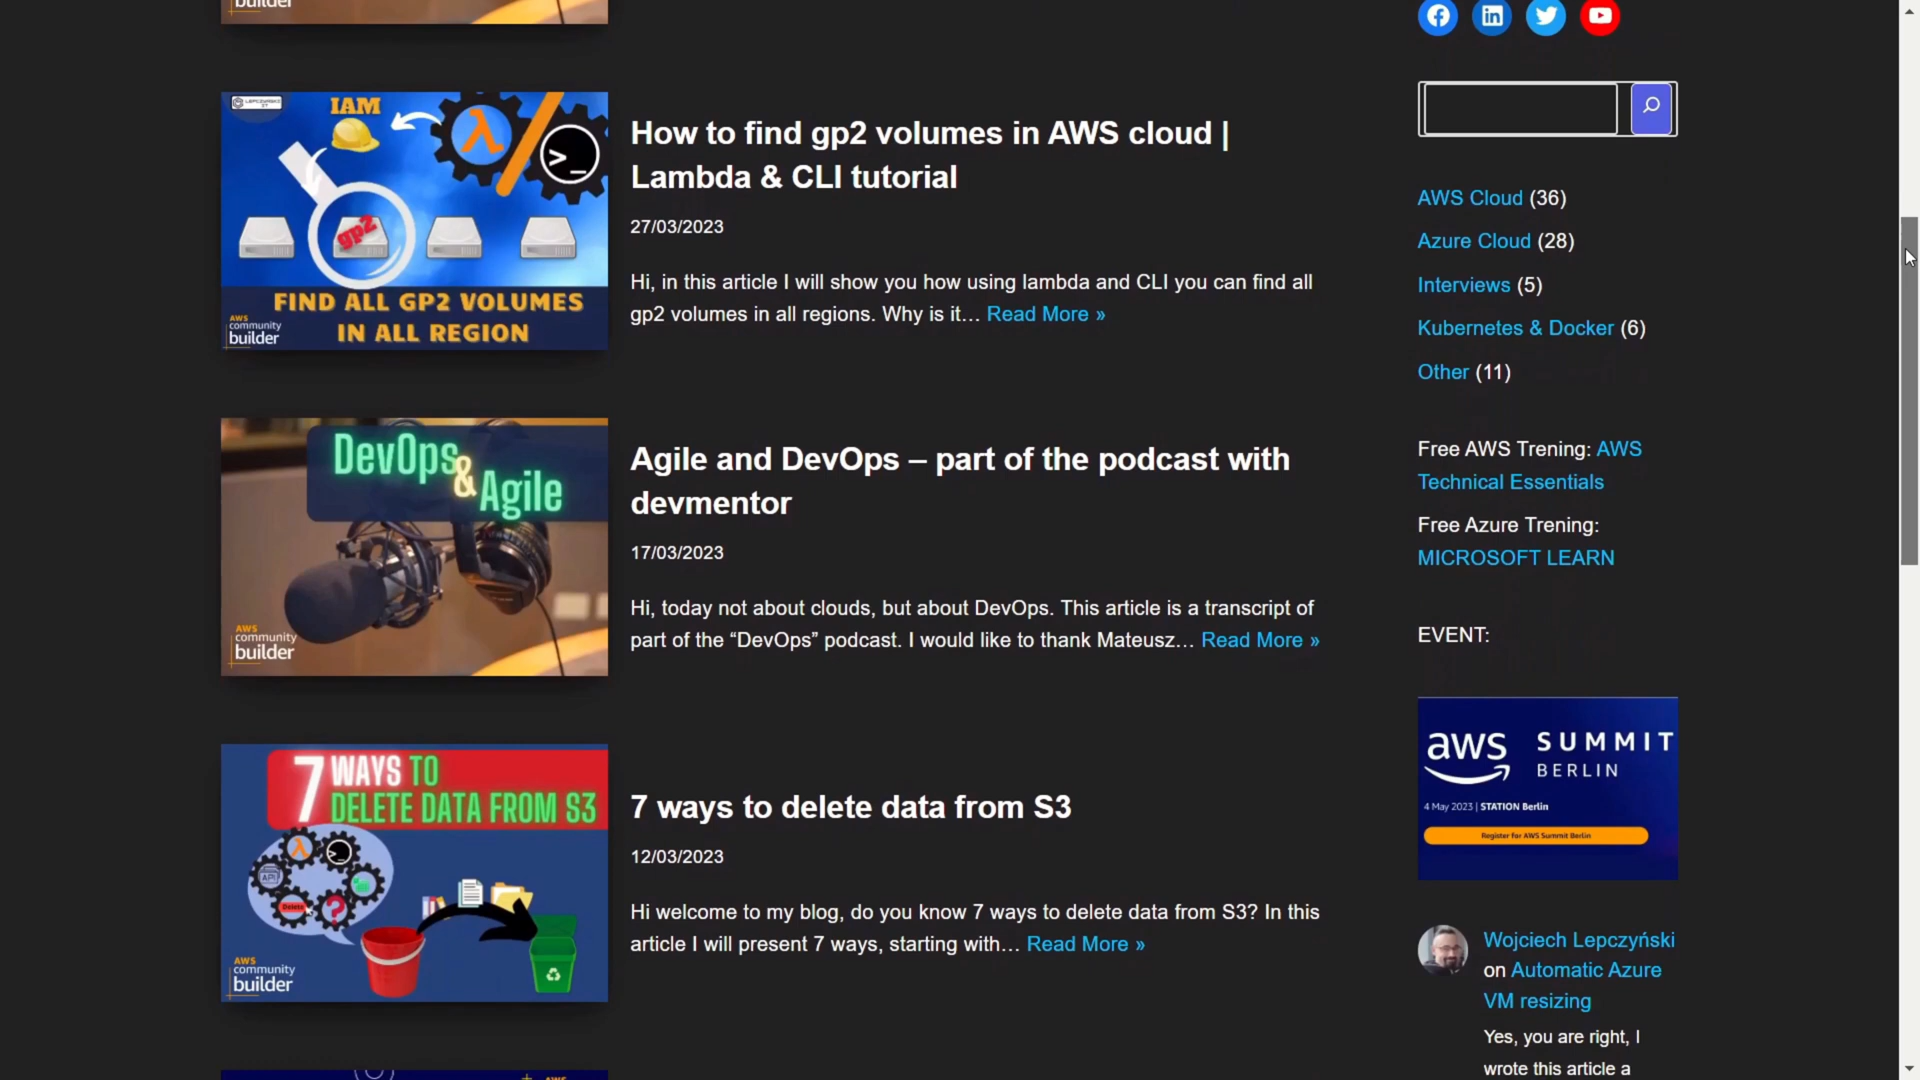 builder
LEPCZYNSKI
IT
IAM
λ
>_
gp2
FIND ALL GP2 VOLUMES
IN ALL REGION
AWS
community
builder
How to find gp2 volumes in AWS cloud |
Lambda & CLI tutorial
27/03/2023
Hi, in this article I will show you how using lambda and CLI you can find all
gp2 volumes in all regions. Why is it… Read More »
DevOps
&
Agile
AWS
community
builder
Agile and DevOps – part of the podcast with
devmentor
17/03/2023
Hi, today not about clouds, but about DevOps. This article is a transcript of
part of the “DevOps” podcast. I would like to thank Mateusz… Read More »
7 WAYS TO
DELETE DATA FROM S3
λ
>_
API
Delete
?
AWS
community
builder
7 ways to delete data from S3
12/03/2023
Hi welcome to my blog, do you know 7 ways to delete data from S3? In this
article I will present 7 ways, starting with… Read More »
AWS
AWS Cloud (36)
Azure Cloud (28)
Interviews (5)
Kubernetes & Docker (6)
Other (11)
Free AWS Trening: AWS
Technical Essentials
Free Azure Trening:
MICROSOFT LEARN
EVENT:
aws SUMMIT
BERLIN
4 May 2023 | STATION Berlin
Register for AWS Summit Berlin
Wojciech Lepczyński
on Automatic Azure
VM resizing
Yes, you are right, I
wrote this article a